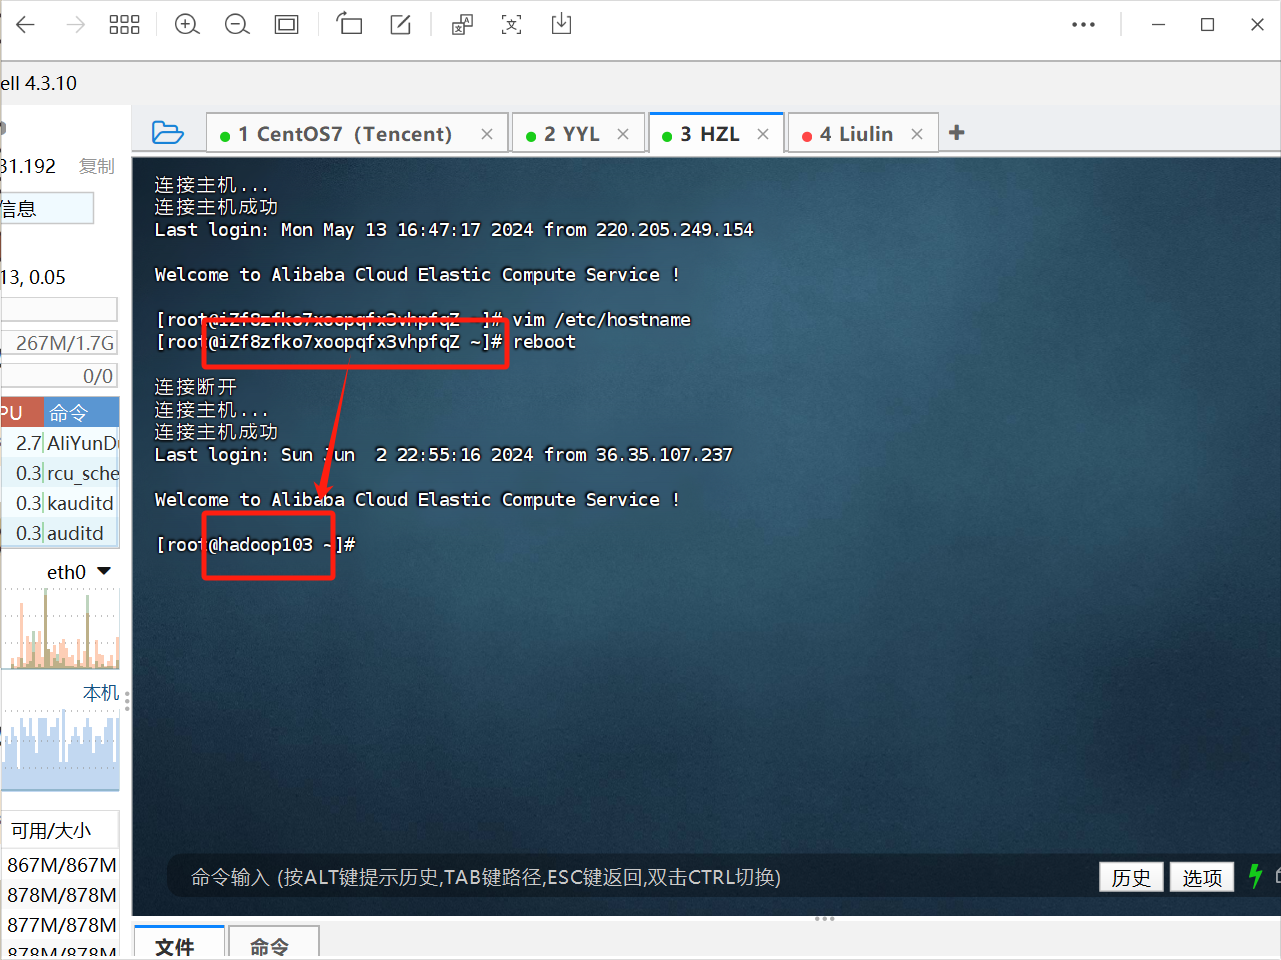 ell 4.3.10
1 CentOS7（Tencent）
2 YYL
3 HZL
4 Liulin
31.192 复制
信息
13, 0.05
267M/1.7G
0/0
PU 命令
2.7 AliYunDu
0.3 rcu_sche
0.3 kauditd
0.3 auditd
eth0
本机
可用/大小
867M/867M
878M/878M
877M/878M
878M/878M
连接主机...
连接主机成功
Last login: Mon May 13 16:47:17 2024 from 220.205.249.154
Welcome to Alibaba Cloud Elastic Compute Service !
[root@iZf8zfko7xoopqfx3vhpfqZ ~]# vim /etc/hostname
[root@iZf8zfko7xoopqfx3vhpfqZ ~]# reboot
连接断开
连接主机...
连接主机成功
Last login: Sun Jun  2 22:55:16 2024 from 36.35.107.237
Welcome to Alibaba Cloud Elastic Compute Service !
[root@hadoop103 ~]#
命令输入 (按ALT键提示历史,TAB键路径,ESC键返回,双击CTRL切换)
历史
选项
文件
命令